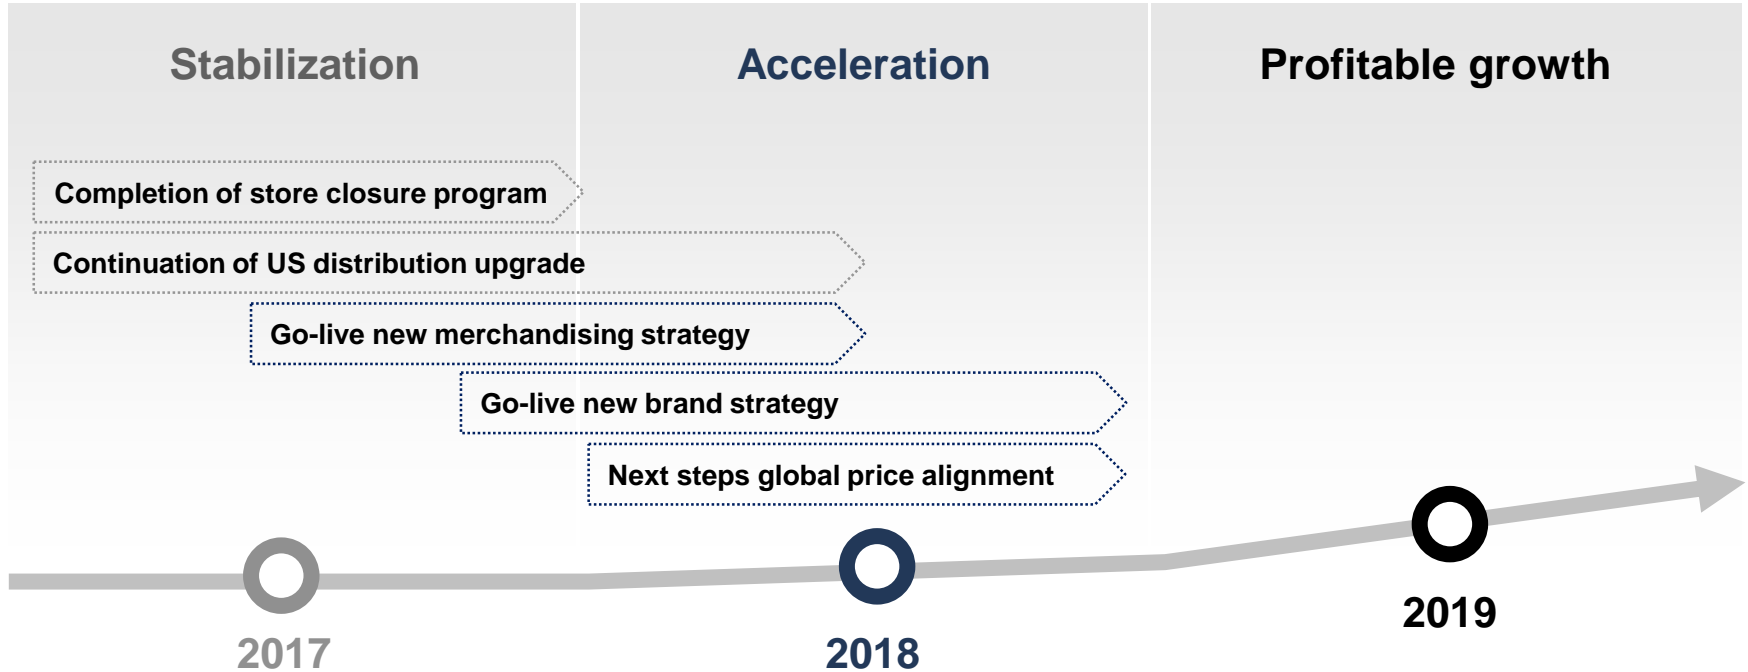 Stabilization
Acceleration
Profitable growth
Completion of store closure program
Continuation of US distribution upgrade
Go-live new merchandising strategy
Go-live new brand strategy
Next steps global price alignment
2017
2018
2019